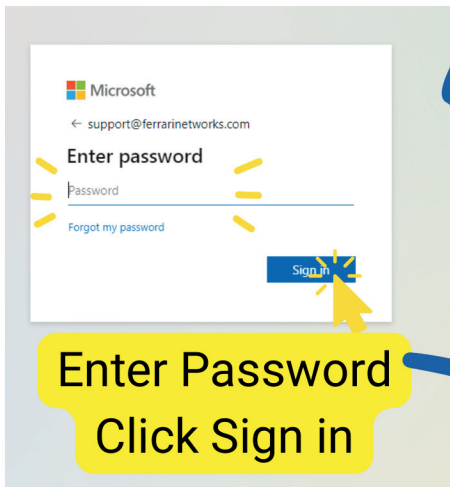 Microsoft
← support@ferrarinetworks.com
Enter password
Password
Forgot my password
Sign in
Enter Password
Click Sign in